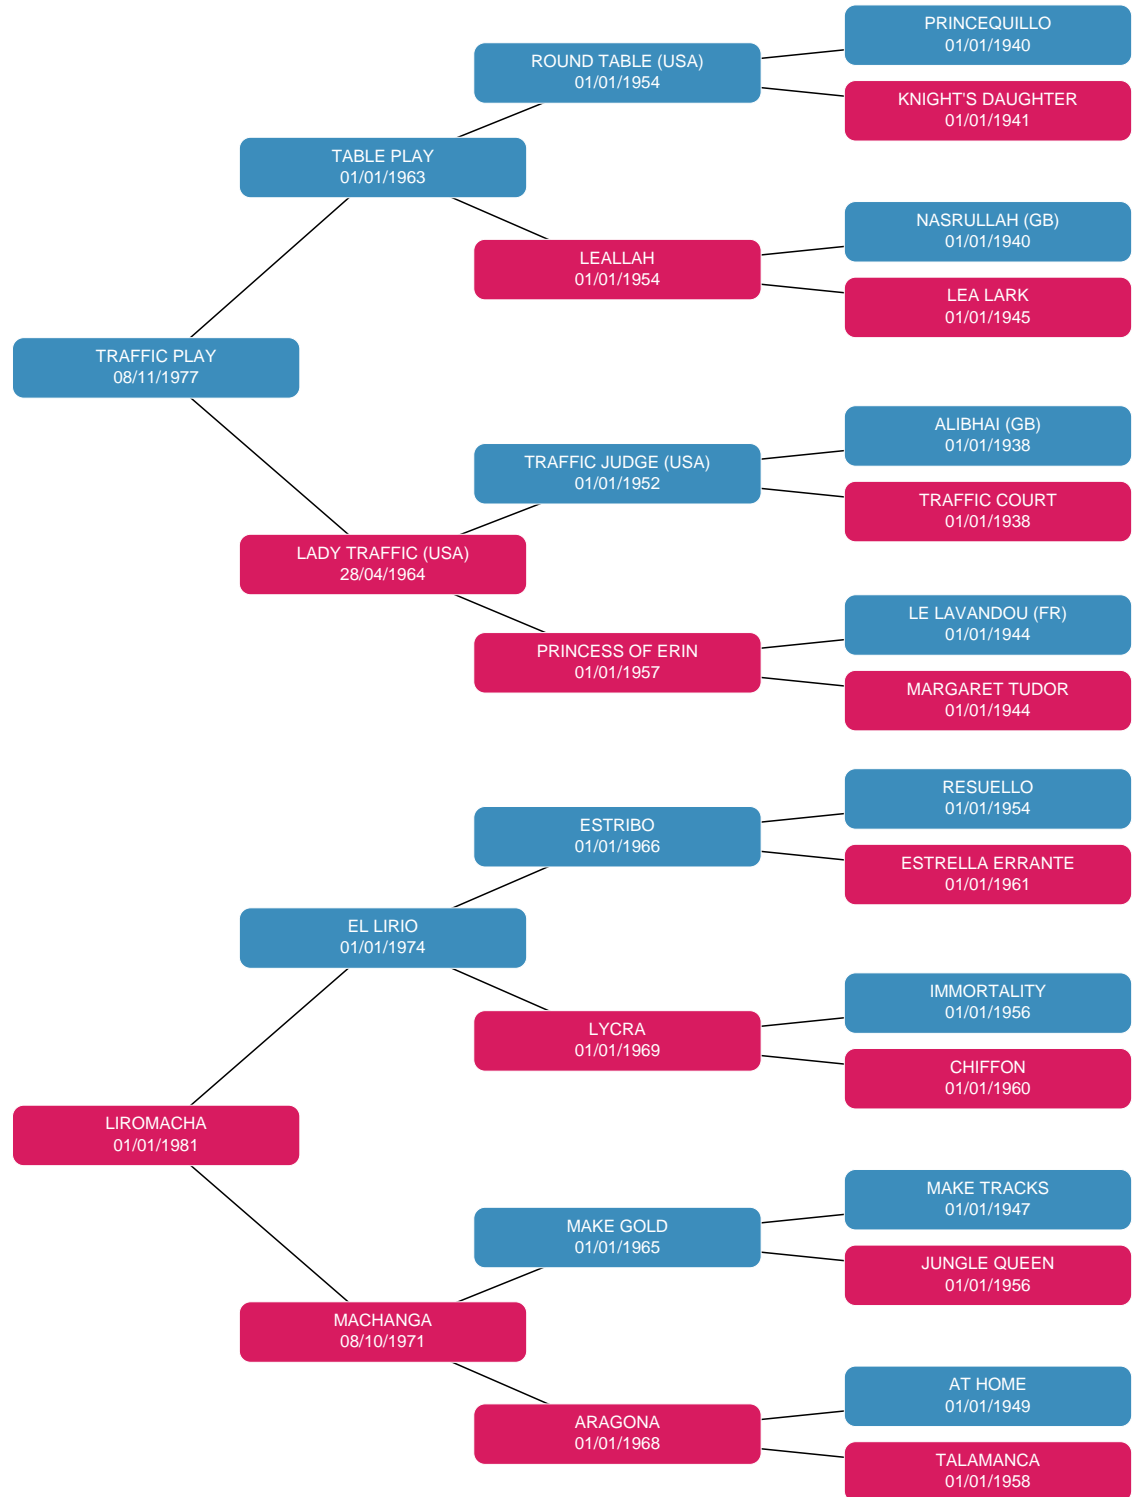 PRINCEQUILLO
01/01/1940
ROUND TABLE (USA)
01/01/1954
KNIGHT'S DAUGHTER
01/01/1941
TABLE PLAY
01/01/1963
NASRULLAH (GB)
01/01/1940
LEALLAH
01/01/1954
LEA LARK
01/01/1945
TRAFFIC PLAY
08/11/1977
ALIBHAI (GB)
01/01/1938
TRAFFIC JUDGE (USA)
01/01/1952
TRAFFIC COURT
01/01/1938
LADY TRAFFIC (USA)
28/04/1964
LE LAVANDOU (FR)
01/01/1944
PRINCESS OF ERIN
01/01/1957
MARGARET TUDOR
01/01/1944
RESUELLO
01/01/1954
ESTRIBO
01/01/1966
ESTRELLA ERRANTE
01/01/1961
EL LIRIO
01/01/1974
IMMORTALITY
01/01/1956
LYCRA
01/01/1969
CHIFFON
01/01/1960
LIROMACHA
01/01/1981
MAKE TRACKS
01/01/1947
MAKE GOLD
01/01/1965
JUNGLE QUEEN
01/01/1956
MACHANGA
08/10/1971
AT HOME
01/01/1949
ARAGONA
01/01/1968
TALAMANCA
01/01/1958